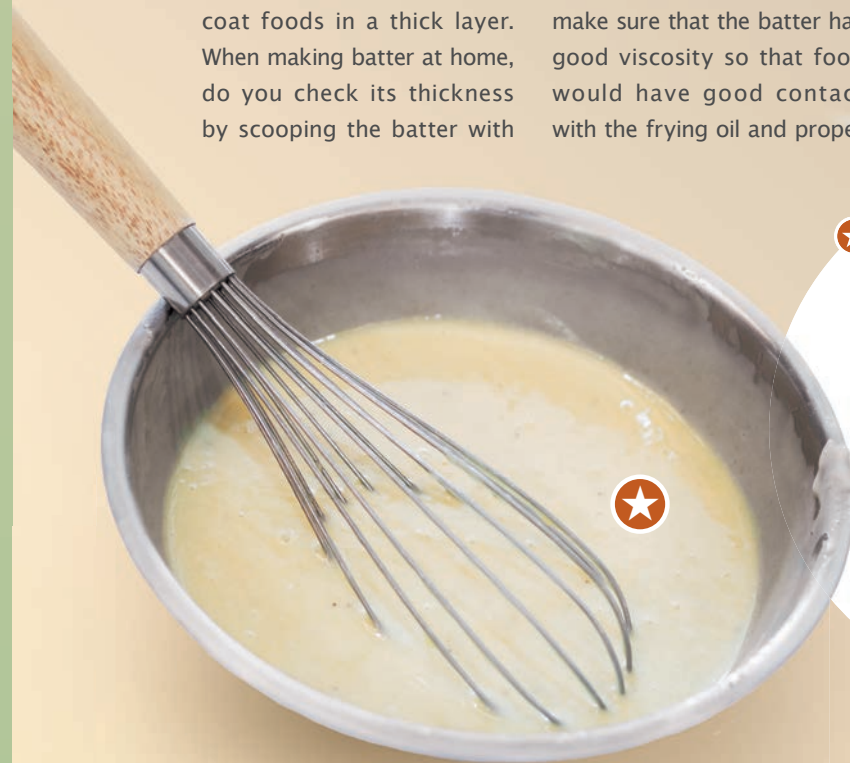 coat foods in a thick layer.
When making batter at home,
do you check its thickness
by scooping the batter with
make sure that the batter ha
good viscosity so that foo
would have good contac
with the frying oil and prope